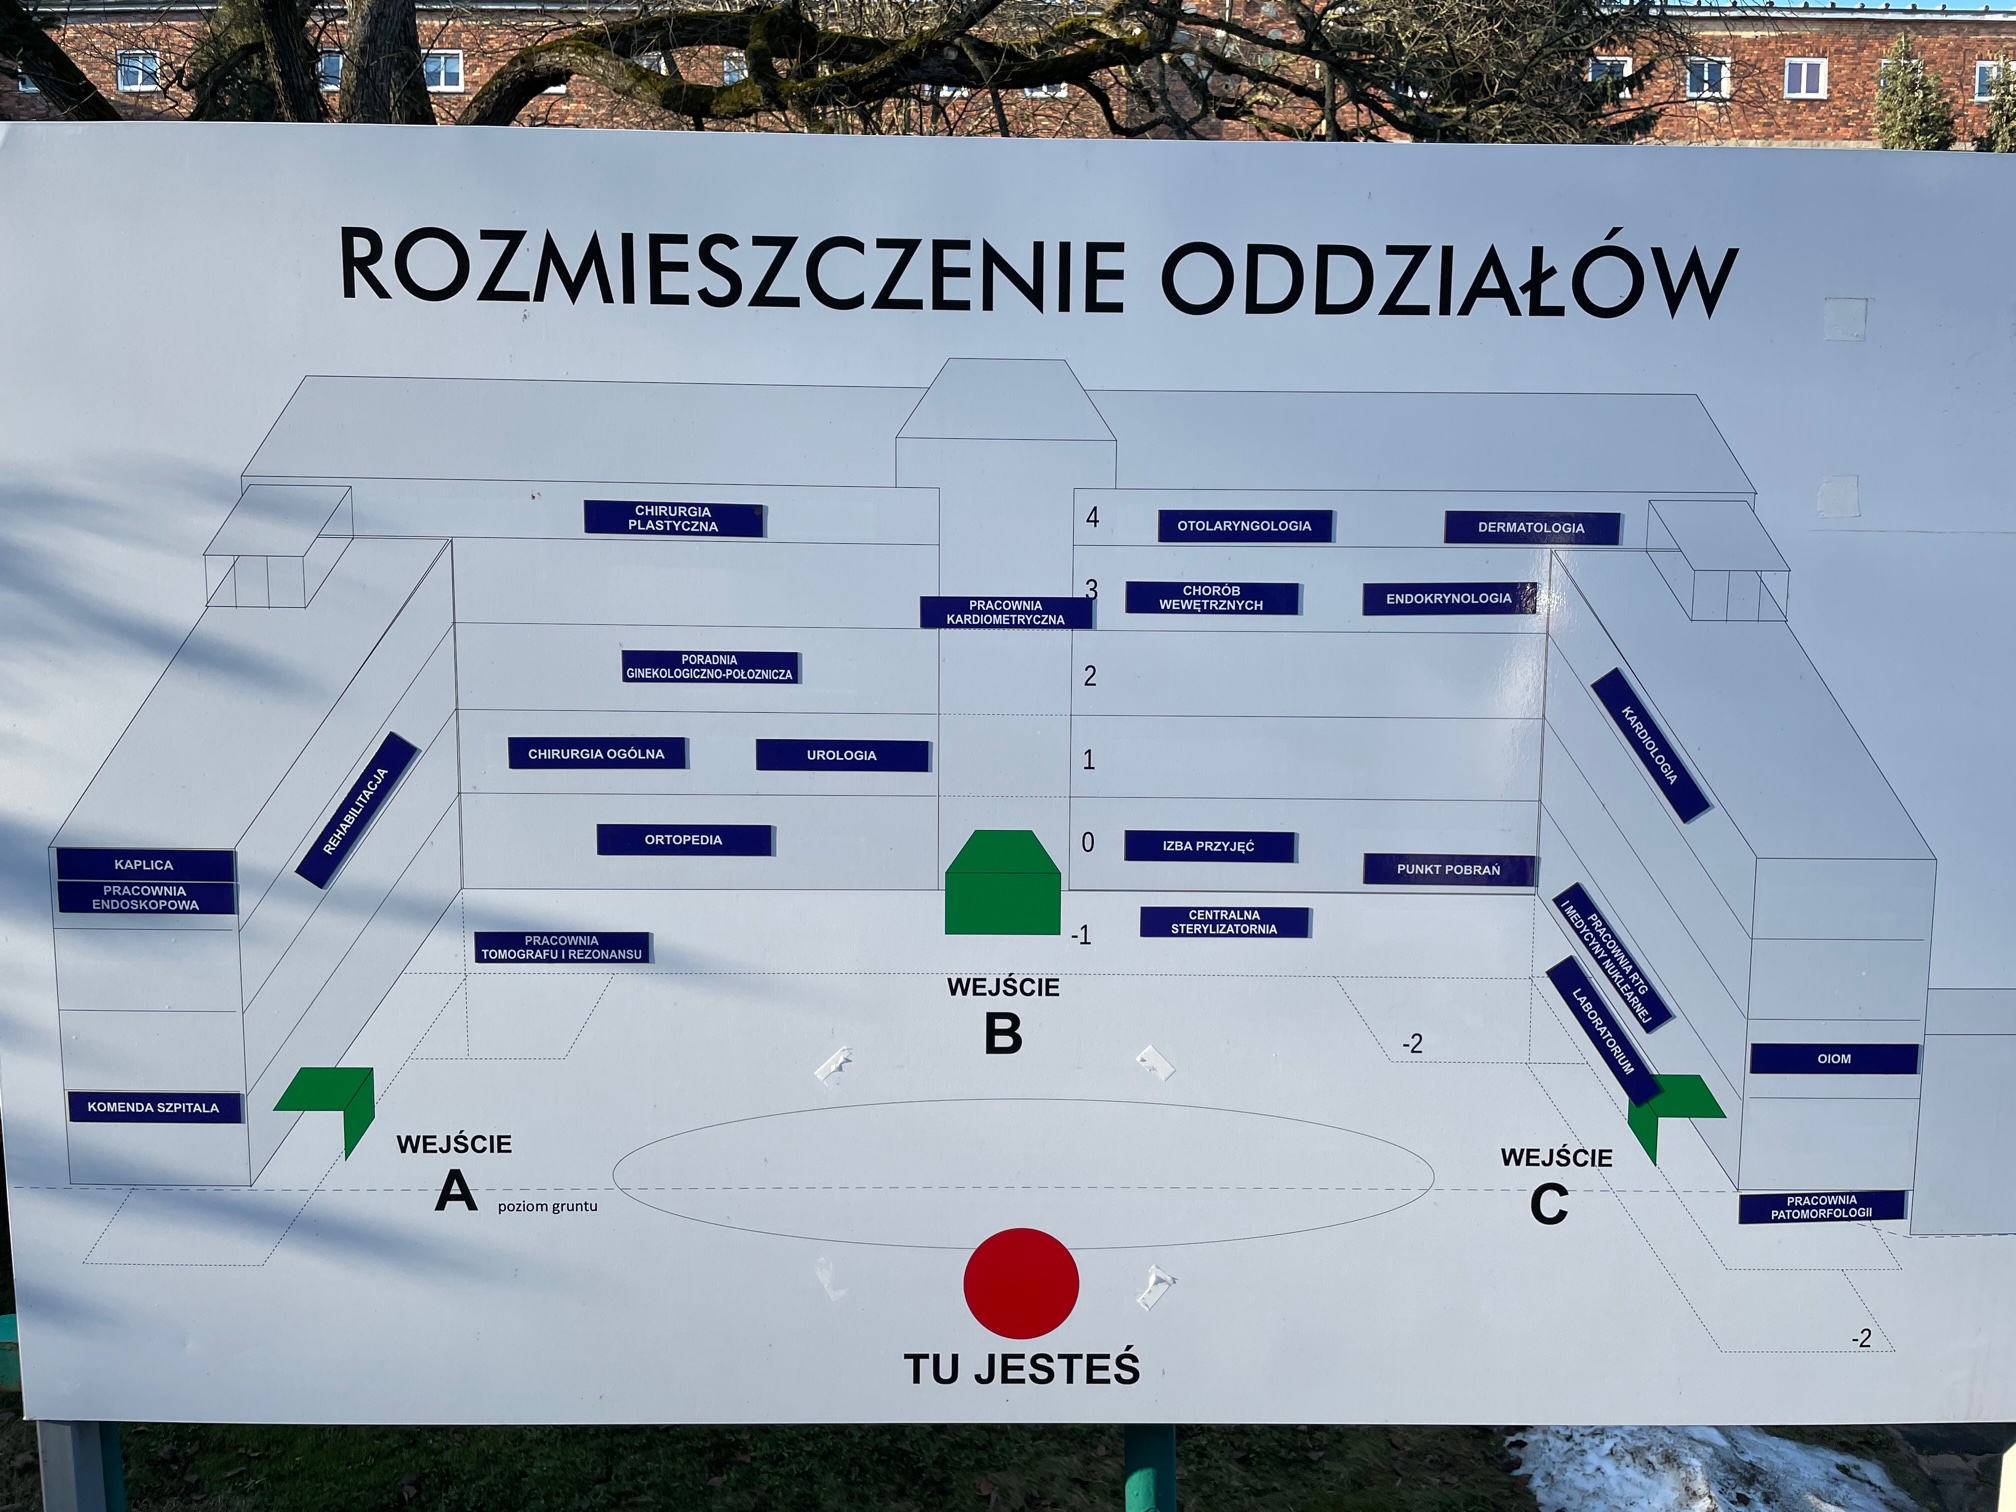 ROZMIESZCZENIE ODDZIAŁÓW
CHIRURGIA
PLASTYCZNA
4
OTOLARYNGOLOGIA
DERMATOLOGIA
3
PRACOWNIA
KARDIOMETRYCZNA
CHORÓB
WEWĘTRZNYCH
ENDOKRYNOLOGIA
PORADNIA
GINEKOLOGICZNO-POŁOZNICZA
2
KARDIOLOGIA
CHIRURGIA OGÓLNA
UROLOGIA
1
REHABILITACJA
ORTOPEDIA
0
IZBA PRZYJĘĆ
PUNKT POBRAŃ
KAPLICA
PRACOWNIA
ENDOSKOPOWA
PRACOWNIA
TOMOGRAFU I REZONANSU
-1
CENTRALNA
STERYLIZATORNIA
PRACOWNIA RTG
I MEDYCYNY NUKLEARNEJ
LABORATORIUM
WEJŚCIE
B
-2
OIOM
KOMENDA SZPITALA
WEJŚCIE
A
poziom gruntu
WEJŚCIE
C
PRACOWNIA
PATOMORFOLOGII
-2
TU JESTEŚ